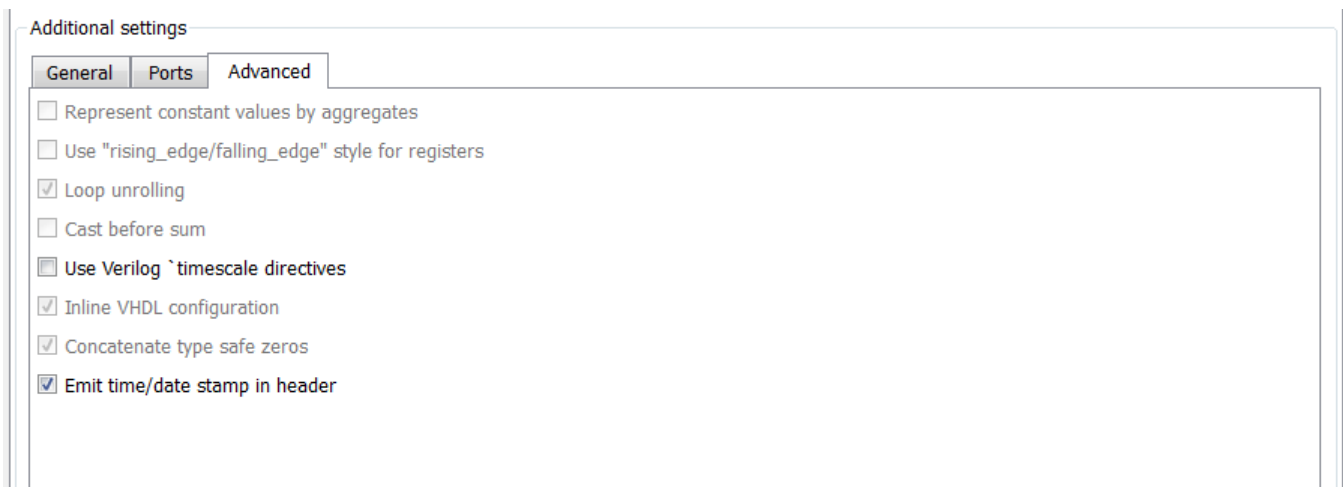 Additional settings
General Ports Advanced
Represent constant values by aggregates
Use "rising_edge/falling_edge" style for registers
Loop unrolling
Cast before sum
Use Verilog `timescale directives
Inline VHDL configuration
Concatenate type safe zeros
Emit time/date stamp in header